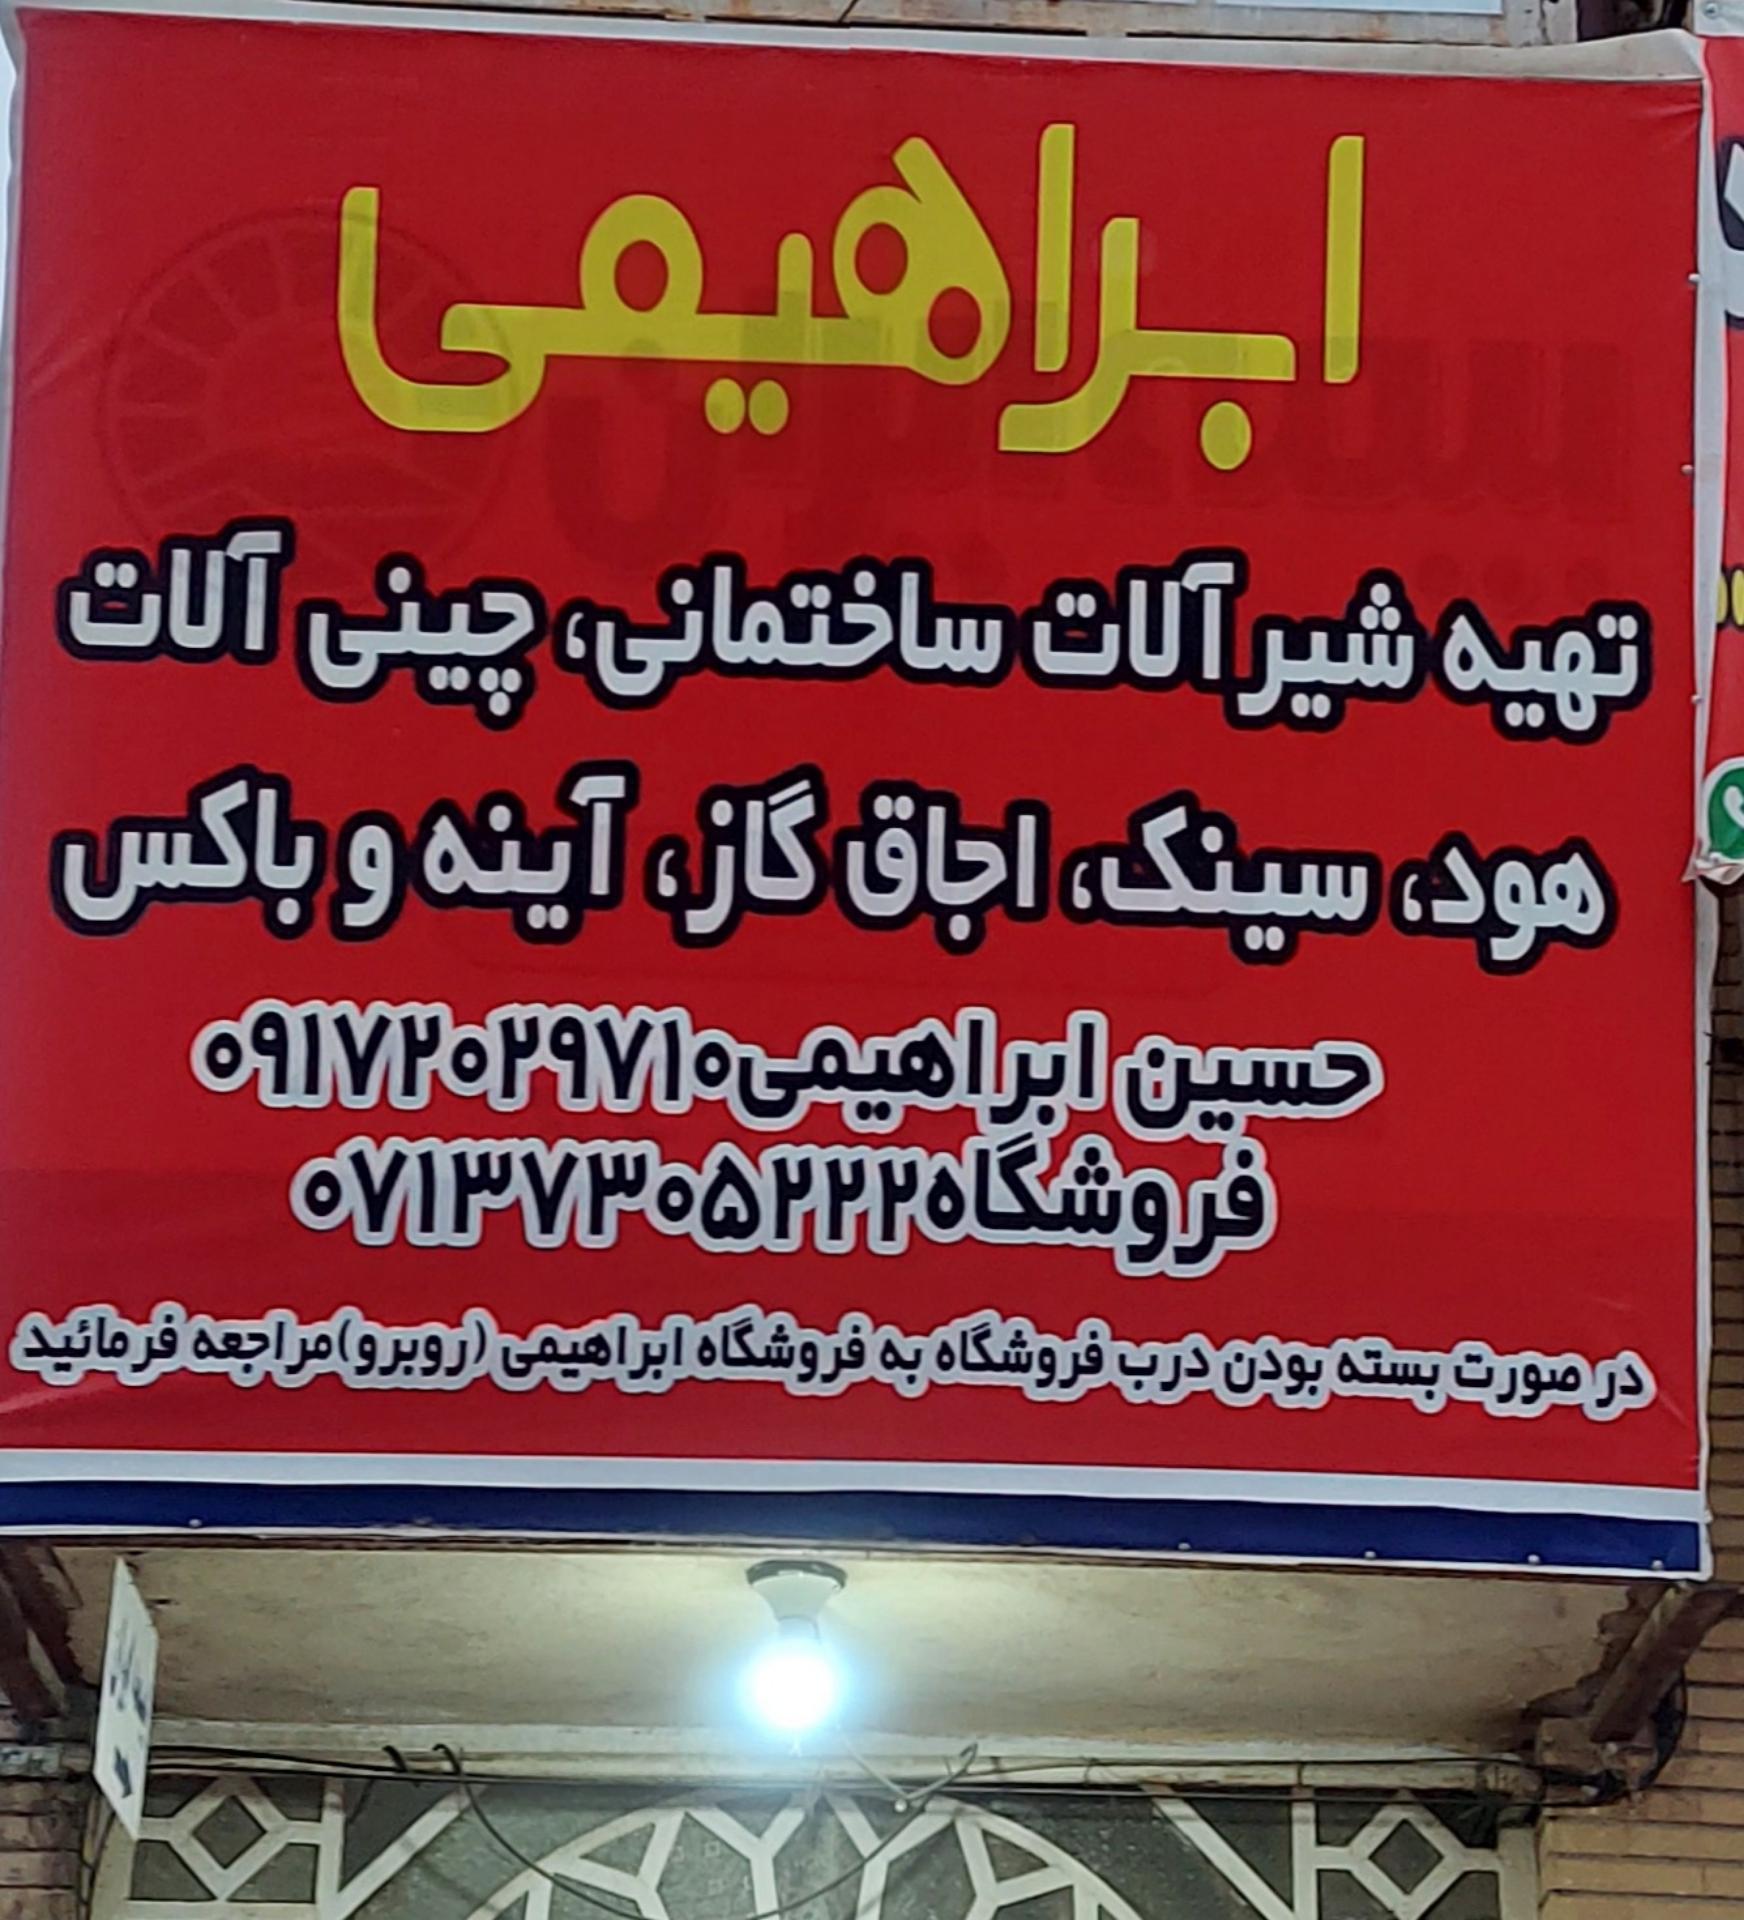 ابراهیمی
تهیه شیرآلات ساختمانی، چینی آلات
هود، سینک، اجاق گاز، آینه و باکس
حسین ابراهیمی۰۹۱۷۲۰۲۹۷۱۰
فروشگاه۰۷۱۳۷۳۰۵۲۲۲
در صورت بسته بودن درب فروشگاه به فروشگاه ابراهیمی (روبرو)مراجعه فرمائید